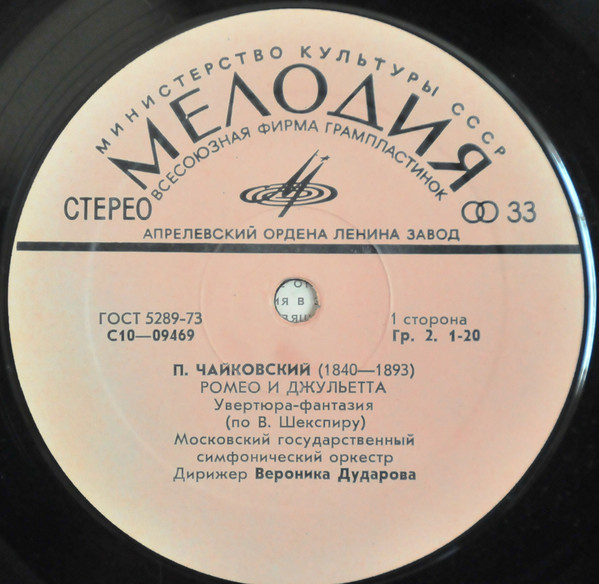 МИНИСТЕРСТВО КУЛЬТУРЫ СССР
МЕЛОДИЯ
ВСЕСОЮЗНАЯ ФИРМА ГРАМПЛАСТИНОК
СТЕРЕО
33
АПРЕЛЕВСКИЙ ОРДЕНА ЛЕНИНА ЗАВОД
ГОСТ 5289-73
С10—09469
1 сторона
Гр. 2. 1-20
П. ЧАЙКОВСКИЙ (1840—1893)
РОМЕО И ДЖУЛЬЕТТА
Увертюра-фантазия
(по В. Шекспиру)
Московский государственный
симфонический оркестр
Дирижер Вероника Дударова